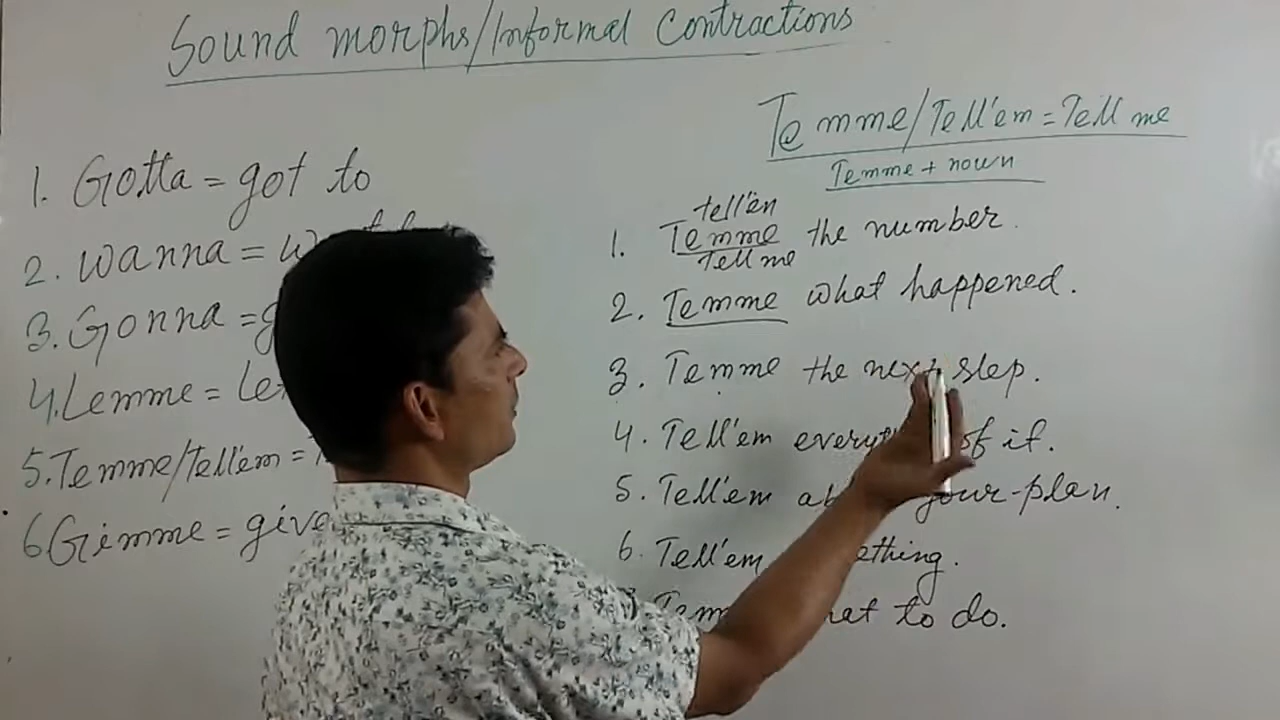 Sound morphs/Informal Contractions
1. Gotta = got to
2. Wanna =
3. Gonna =
4. Lemme =
5. Temme/Tell'em =
6 Gimme = give
Temme/Tell'em = Tell me
Temme + noun
tell'en
1. Temme the number.
Tell me
2. Temme what happened.
3. Temme the next step.
4. Tell'em of it.
5. Tell'em your plan.
6. Tell'em
to do.